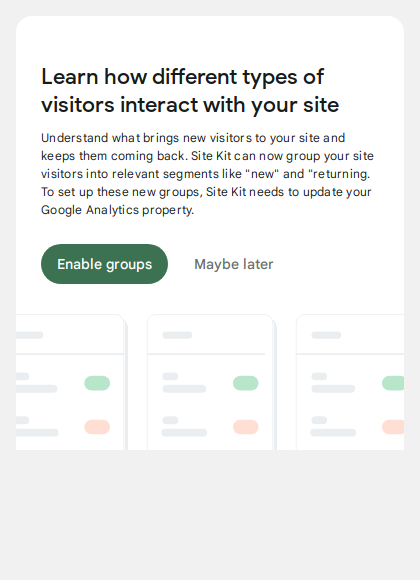 Learn how different types of
visitors interact with your site
Understand what brings new visitors to your site and
keeps them coming back. Site Kit can now group your site
visitors into relevant segments like "new" and "returning.
To set up these new groups, Site Kit needs to update your
Google Analytics property.
Enable groups
Maybe later